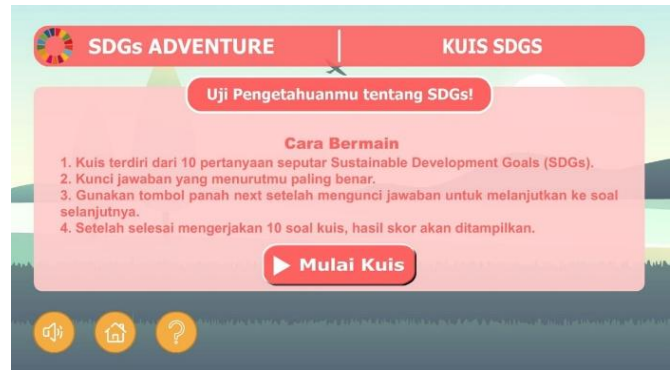 SDGs ADVENTURE
KUIS SDGS
Uji Pengetahuanmu tentang SDGs!
Cara Bermain
1. Kuis terdiri dari 10 pertanyaan seputar Sustainable Development Goals (SDGs).
2. Kunci jawaban yang menurutmu paling benar.
3. Gunakan tombol panah next setelah mengunci jawaban untuk melanjutkan ke soal
selanjutnya.
4. Setelah selesai mengerjakan 10 soal kuis, hasil skor akan ditampilkan.
Mulai Kuis